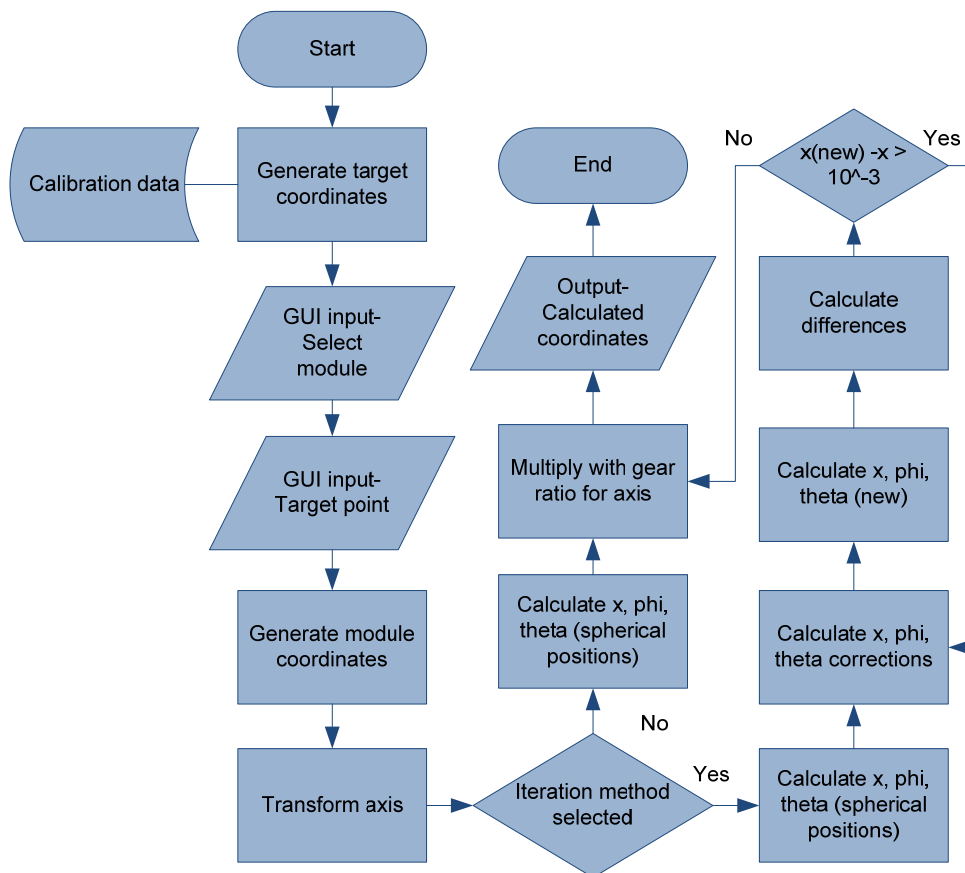 Start
Calibration data
Generate target
coordinates
GUI input-
Select
module
GUI input-
Target point
Generate module
coordinates
Transform axis
Iteration method
selected
No
Yes
Calculate x, phi,
theta (spherical
positions)
Multiply with gear
ratio for axis
Output-
Calculated
coordinates
End
Calculate x, phi,
theta (spherical
positions)
Calculate x, phi,
theta corrections
Calculate x, phi,
theta (new)
Calculate
differences
x(new) -x >
10^-3
No
Yes